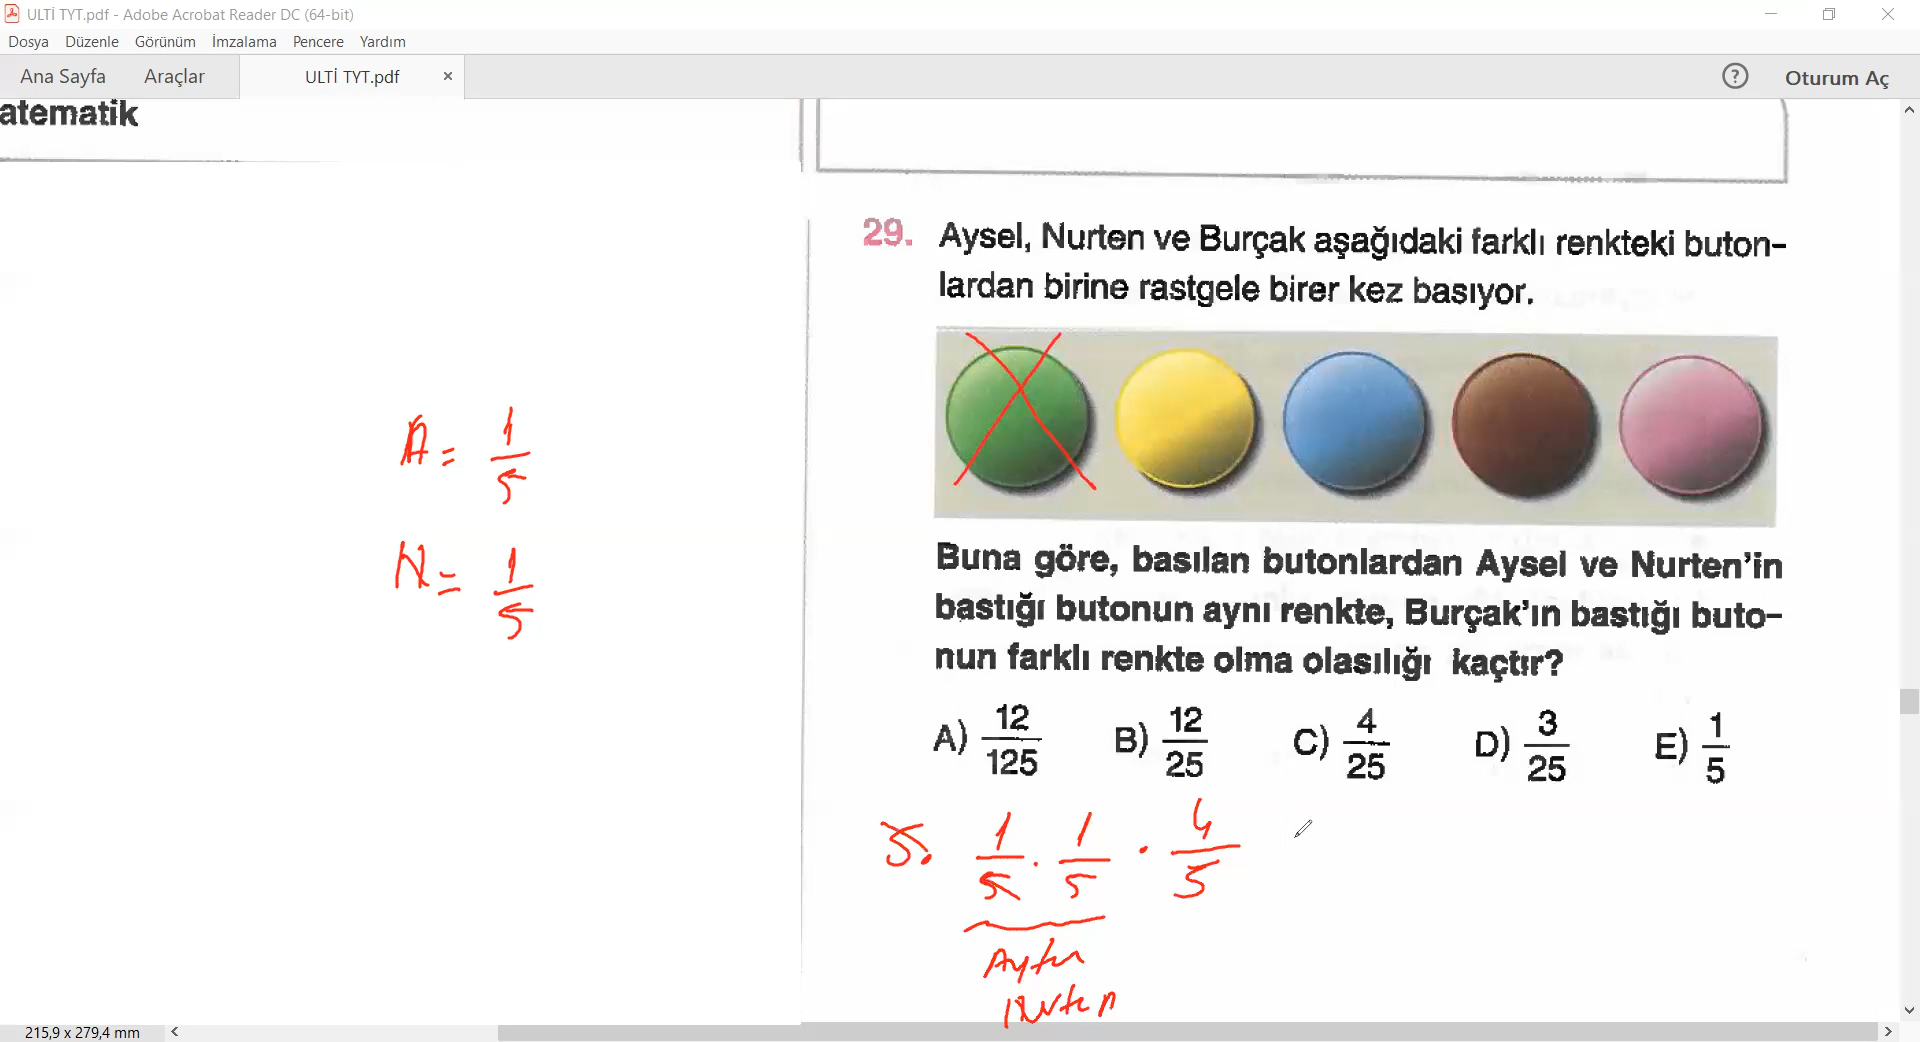 ULTİ TYT.pdf - Adobe Acrobat Reader DC (64-bit)
Dosya Düzenle Görünüm İmzalama Pencere Yardım
Ana Sayfa Araçlar ULTİ TYT.pdf × ? Oturum Aç
atematik
29. Aysel, Nurten ve Burçak aşağıdaki farklı renkteki buton-
lardan birine rastgele birer kez basıyor.
A = 1/5
N = 1/5
Buna göre, basılan butonlardan Aysel ve Nurten'in
bastığı butonun aynı renkte, Burçak'ın bastığı buto-
nun farklı renkte olma olasılığı kaçtır?
A) 12/125 B) 12/25 C) 4/25 D) 3/25 E) 1/5
5. 1/5 . 1/5 . 4/5
Nurten
215,9 x 279,4 mm